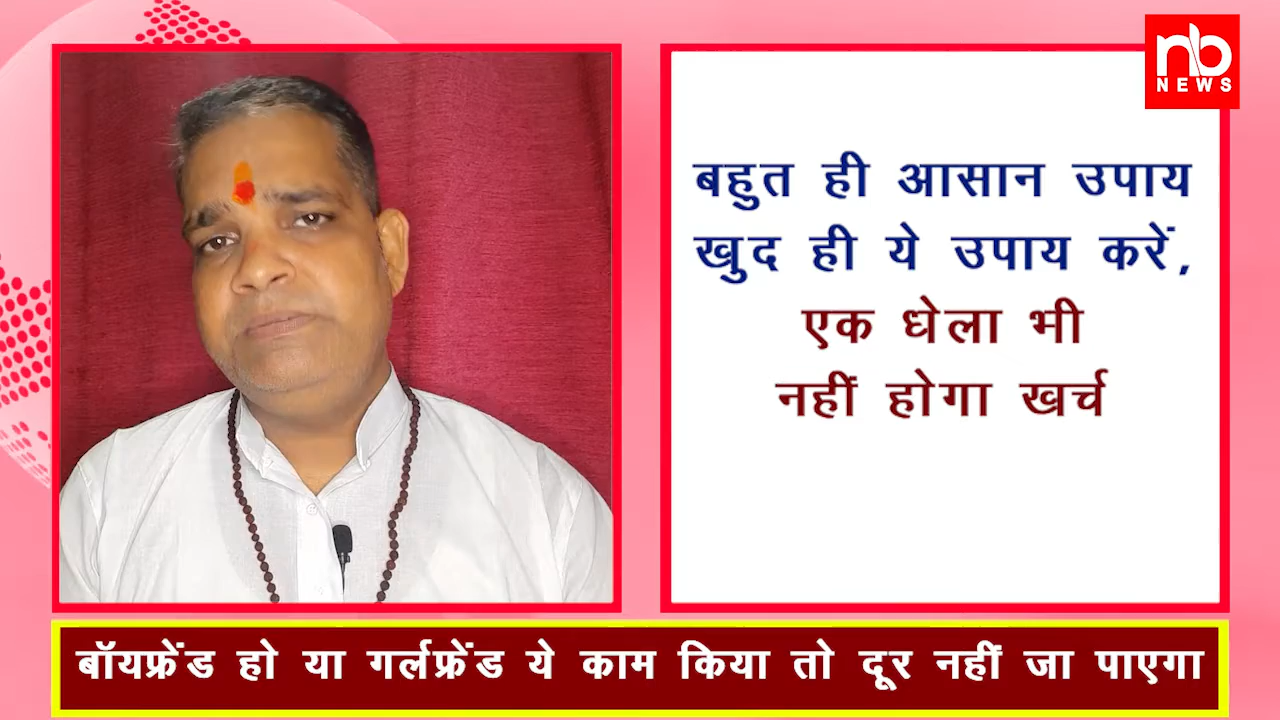 nb
NEWS
बहुत ही आसान उपाय
खुद ही ये उपाय करें,
एक धेला भी
नहीं होगा खर्च
बॉयफ्रेंड हो या गर्लफ्रेंड ये काम किया तो दूर नहीं जा पाएगा